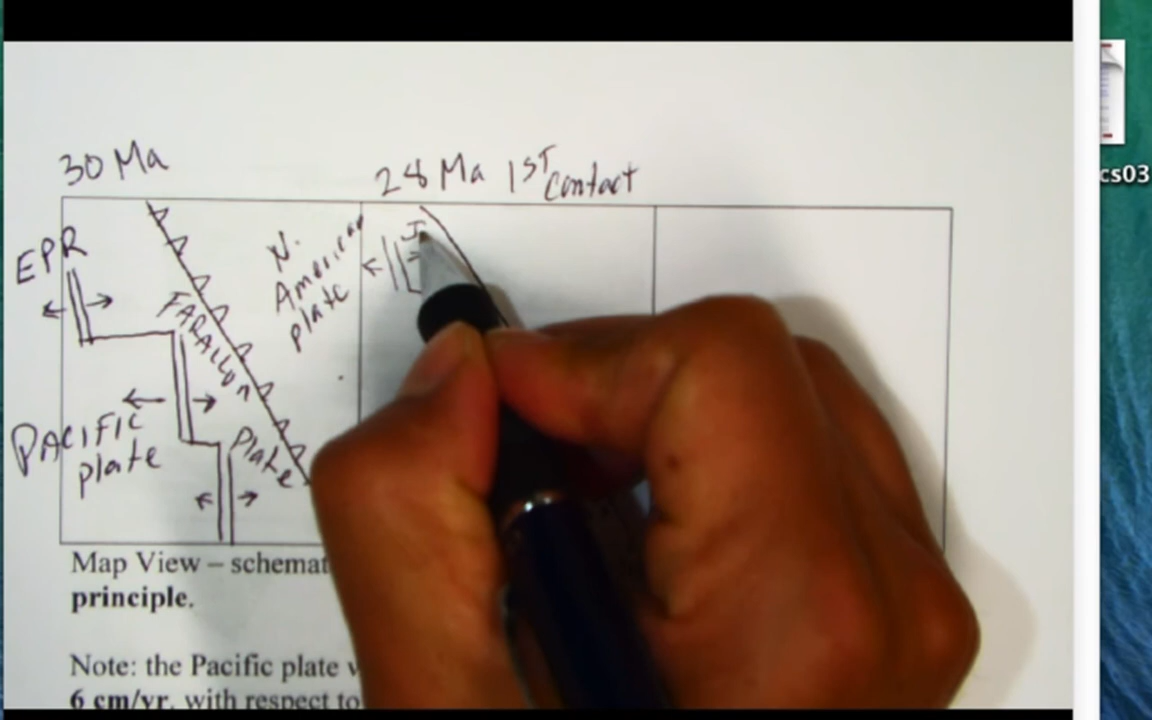 30 Ma
28 Ma 1ST contact
EPR
N.
American
plate
FARALLON
Plate
PACIFIC
plate
Map View – schemat
principle.
Note: the Pacific plate
6 cm/yr, with respect to
cs03